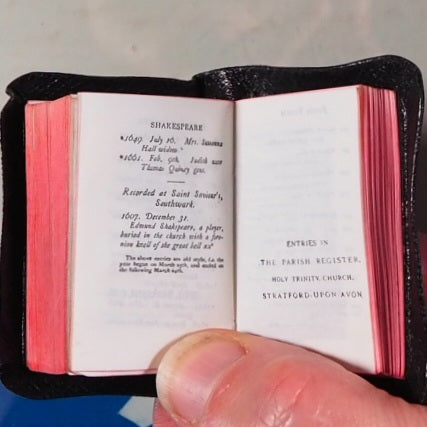 SHAKESPEARE
*1649. July 16. Mrs. Susanna
Hall widow.
*1661. Feb. 9th. Judith uxor
Thomas Quiney gent.
Recorded at Saint Saviour's,
Southwark.
1607. December 31.
Edmund Shakespeare, a player,
buried in the church with a fore-
noon knell of the great bell xxˢ
The above entries are old style, i.e. the
year began on March 25th, and ended on
the following March 24th.
ENTRIES IN
THE PARISH REGISTER,
HOLY TRINITY, CHURCH,
STRATFORD-UPON-AVON